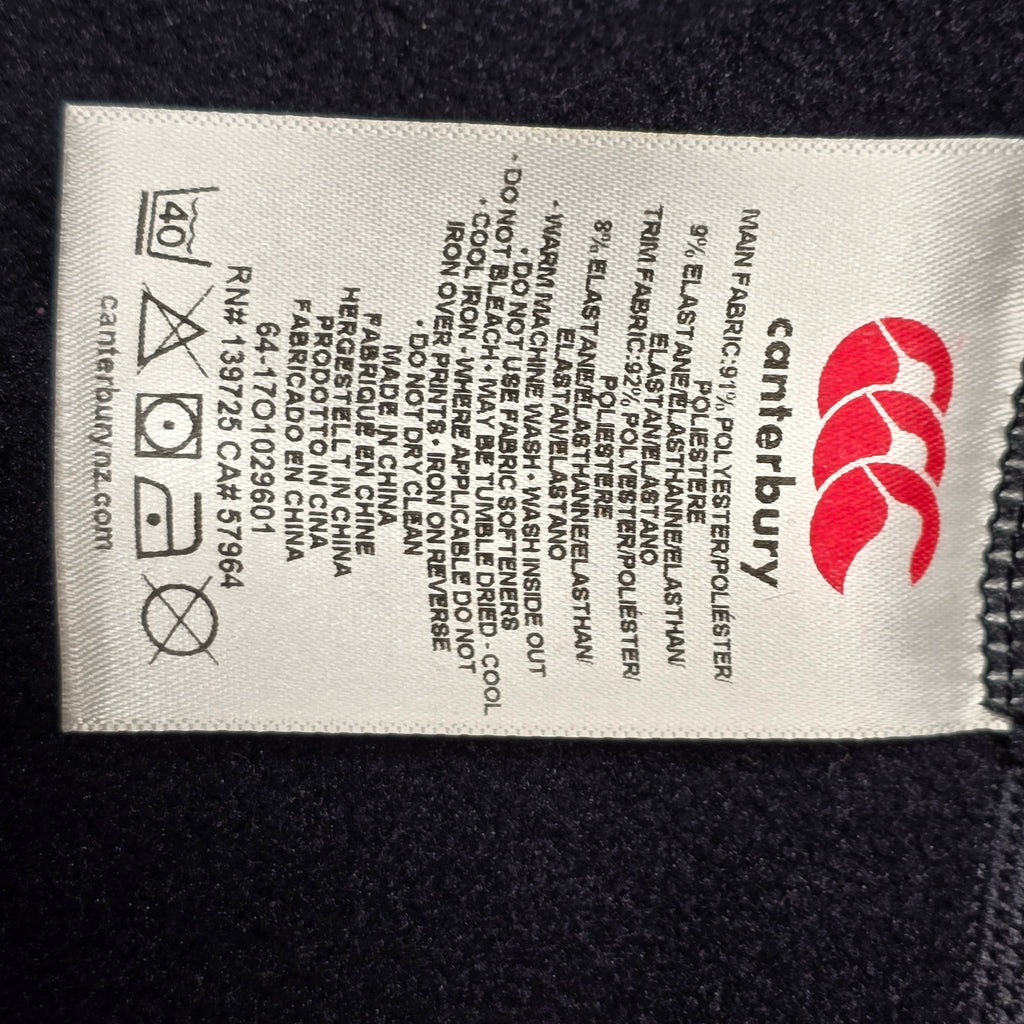 canterbury
MAIN FABRIC:91% POLYESTER/POLIÉSTER/
POLIESTERE
9% ELASTANE/ELASTHANNE/ELASTHAN/
ELASTAN/ELASTANO
TRIM FABRIC:92% POLYESTER/POLIÉSTER/
POLIESTERE
8% ELASTANE/ELASTHANNE/ELASTHAN/
ELASTAN/ELASTANO
• WARM MACHINE WASH • WASH INSIDE OUT
• DO NOT USE FABRIC SOFTENERS
• DO NOT BLEACH • MAY BE TUMBLE DRIED - COOL
• COOL IRON - WHERE APPLICABLE DO NOT
IRON OVER PRINTS • IRON ON REVERSE
• DO NOT DRY CLEAN
MADE IN CHINA
FABRIQUÉ EN CHINE
HERGESTELLT IN CHINA
PRODOTTO IN CINA
FABRICADO EN CHINA
64-17O1029601
RN# 139725 CA# 57964
40
canterburynz.com